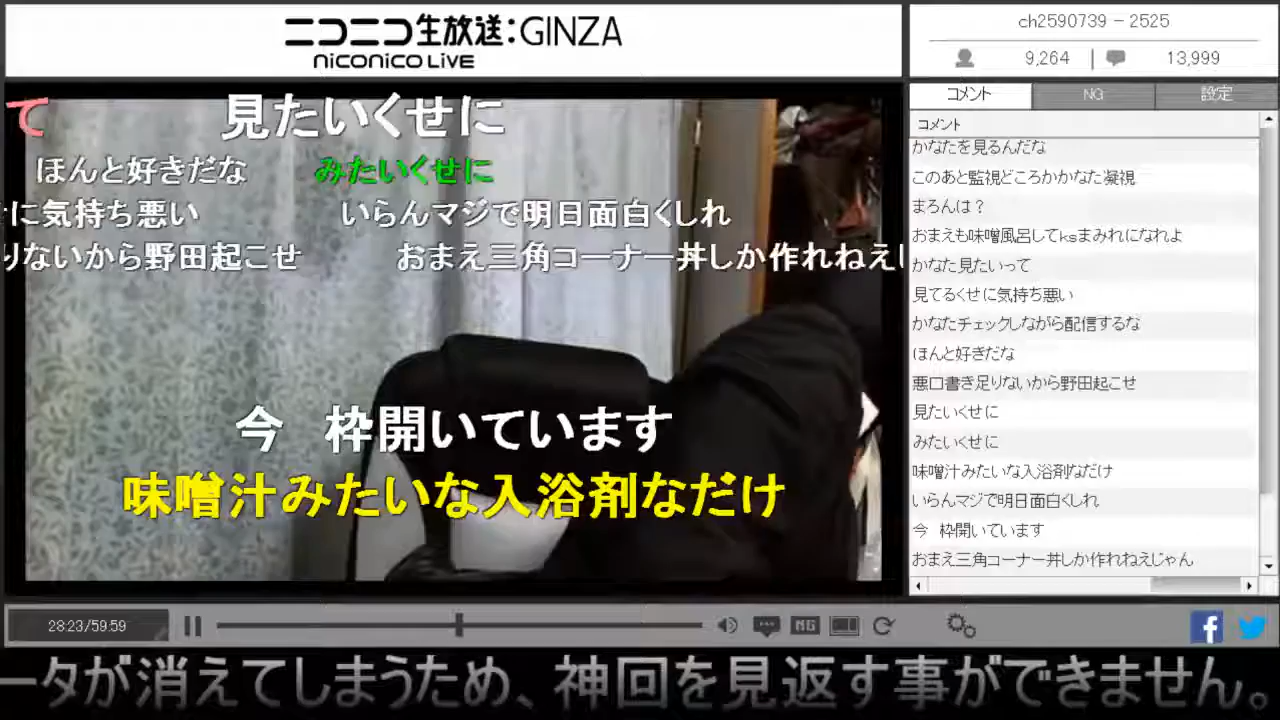 ニコニコ生放送:GINZA
niconico LiVE
ch2590739 - 2525
9,264 | 13,999
コメント NG 設定
コメント
かなたを見るんだな
このあと監視どころかかなた凝視
まろんは?
おまえも味噌風呂してksまみれになれよ
かなた見たいって
見てるくせに気持ち悪い
かなたチェックしながら配信するな
ほんと好きだな
悪口書き足りないから野田起こせ
見たいくせに
みたいくせに
味噌汁みたいな入浴剤なだけ
いらんマジで明日面白くしれ
今 枠開いています
おまえ三角コーナー丼しか作れねえじゃん
て 見たいくせに
ほんと好きだな みたいくせに
に気持ち悪い いらんマジで明日面白くしれ
りないから野田起こせ おまえ三角コーナー丼しか作れねえ
今 枠開いています
味噌汁みたいな入浴剤なだけ
28:23/59:59
NG
ータが消えてしまうため、神回を見返す事ができません。